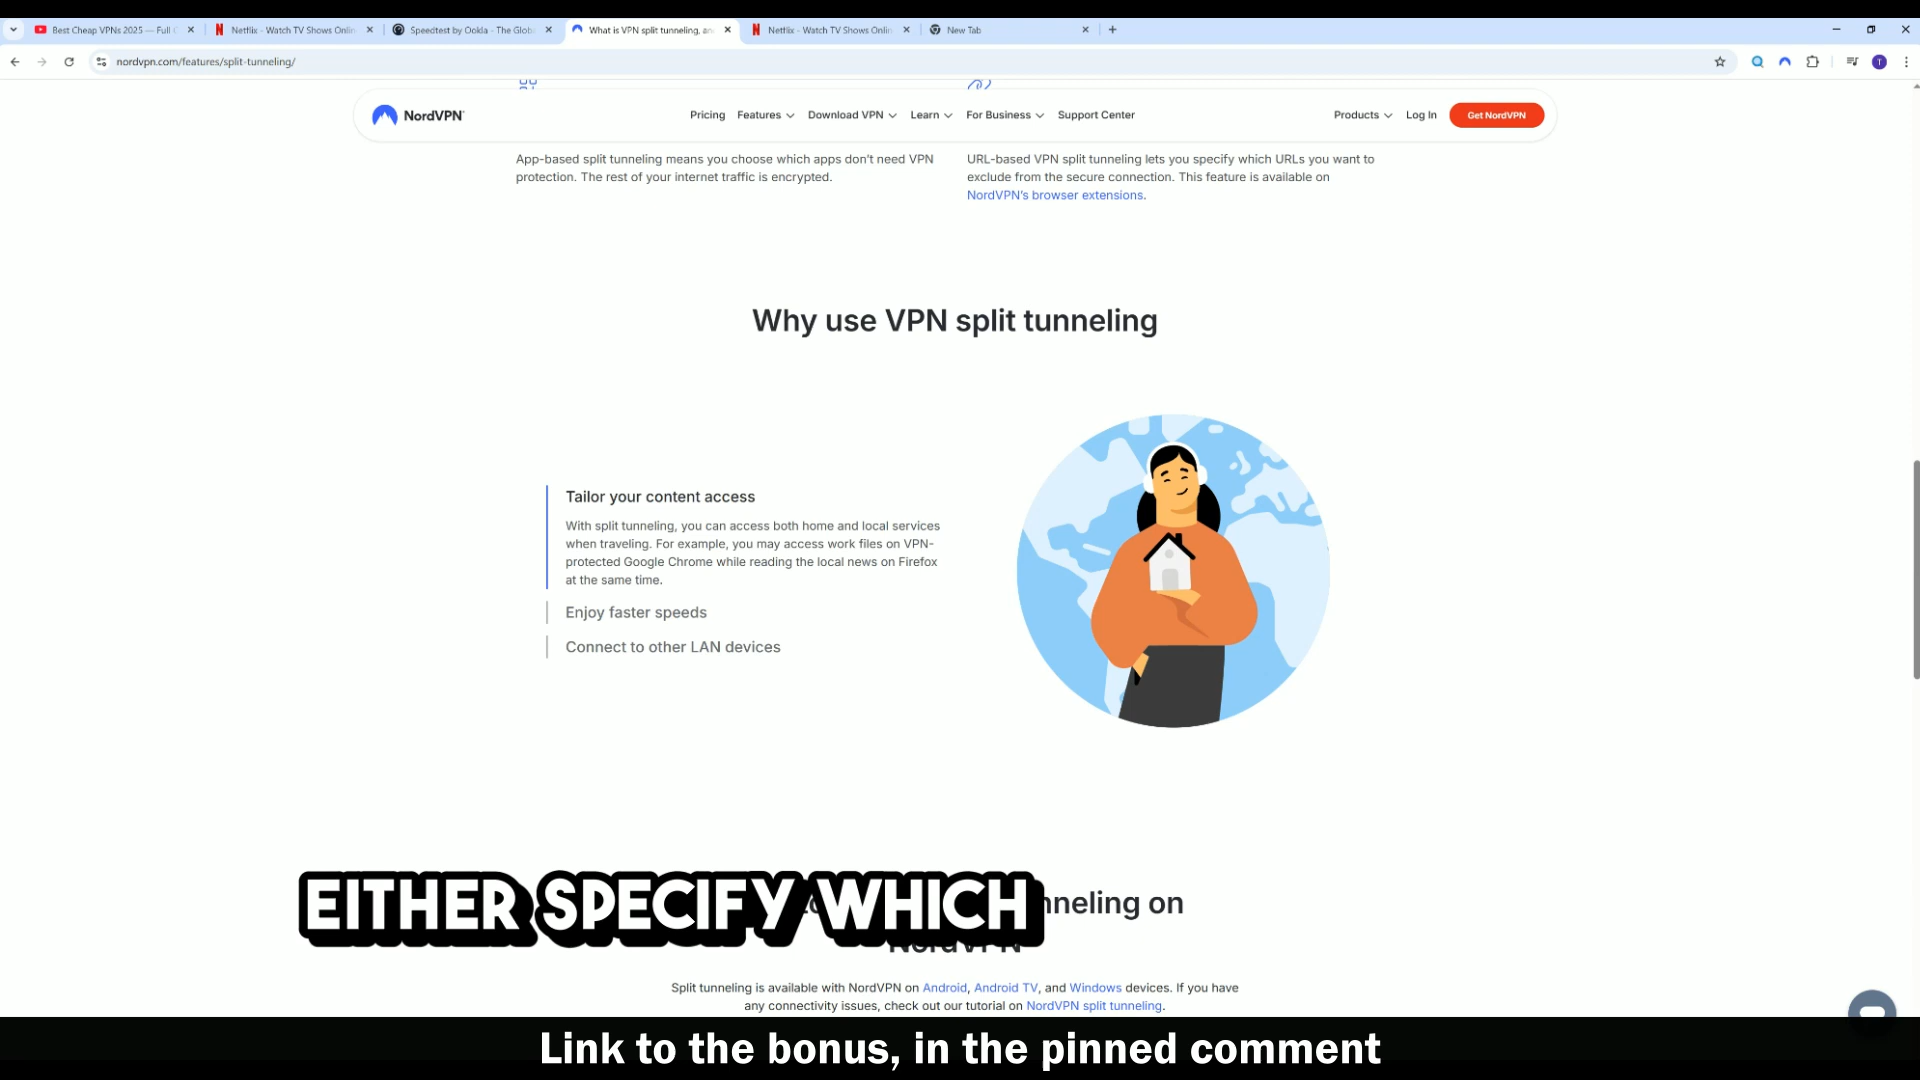 Best Cheap VPNs 2025 — Full
Netflix - Watch TV Shows Onlin
Speedtest by Ookla - The Glob
What is VPN split tunneling, an
Netflix - Watch TV Shows Onlin
New Tab
nordvpn.com/features/split-tunneling/
T
NordVPN
Pricing
Features
Download VPN
Learn
For Business
Support Center
Products
Log In
Get NordVPN
App-based split tunneling means you choose which apps don't need VPN
protection. The rest of your internet traffic is encrypted.
URL-based VPN split tunneling lets you specify which URLs you want to
exclude from the secure connection. This feature is available on
NordVPN's browser extensions.
Why use VPN split tunneling
Tailor your content access
With split tunneling, you can access both home and local services
when traveling. For example, you may access work files on VPN-
protected Google Chrome while reading the local news on Firefox
at the same time.
Enjoy faster speeds
Connect to other LAN devices
EITHER SPECIFY WHICH
nneling on
NordVPN
Split tunneling is available with NordVPN on Android, Android TV, and Windows devices. If you have
any connectivity issues, check out our tutorial on NordVPN split tunneling.
Link to the bonus, in the pinned comment